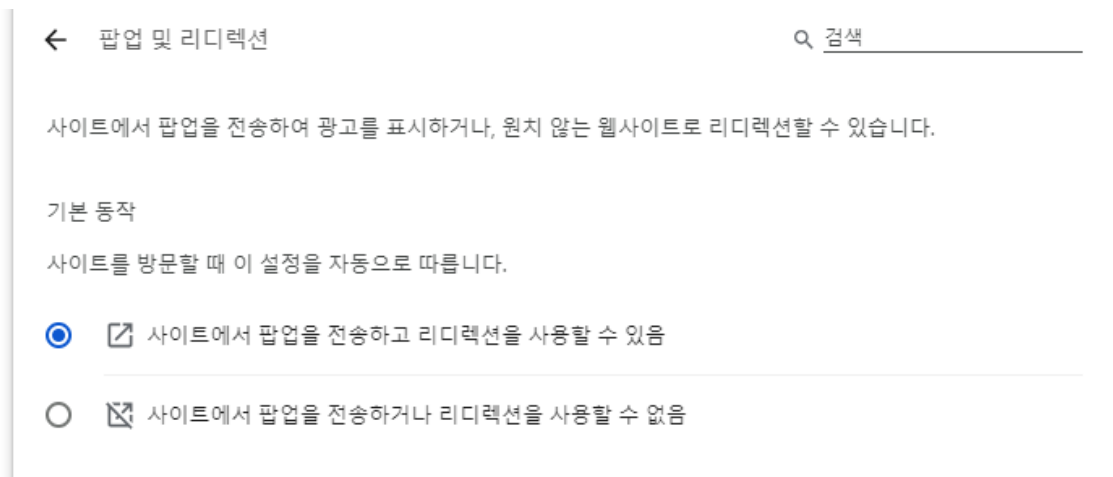 팝업 및 리디렉션
검색
사이트에서 팝업을 전송하여 광고를 표시하거나, 원치 않는 웹사이트로 리디렉션할 수 있습니다.
기본 동작
사이트를 방문할 때 이 설정을 자동으로 따릅니다.
사이트에서 팝업을 전송하고 리디렉션을 사용할 수 있음
사이트에서 팝업을 전송하거나 리디렉션을 사용할 수 없음